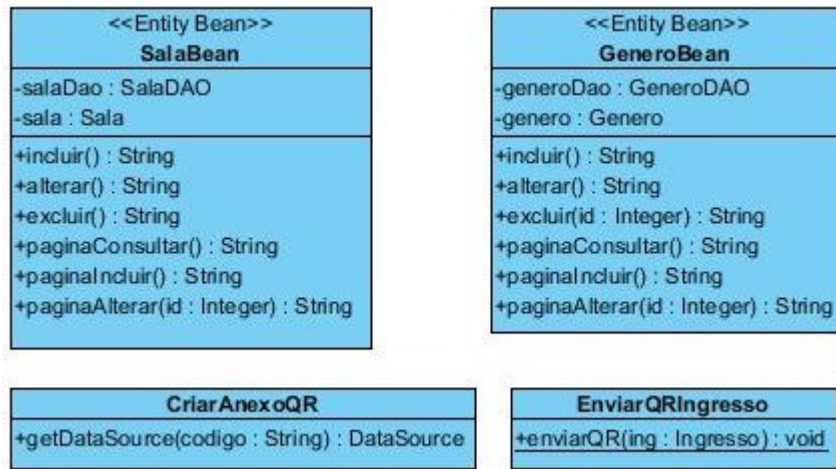 <<Entity Bean>>
SalaBean
-salaDao : SalaDAO
-sala : Sala
+incluir() : String
+alterar() : String
+excluir() : String
+paginaConsultar() : String
+paginaIncluir() : String
+paginaAlterar(id : Integer) : String
<<Entity Bean>>
GeneroBean
-generoDao : GeneroDAO
-genero : Genero
+incluir() : String
+alterar() : String
+excluir(id : Integer) : String
+paginaConsultar() : String
+paginaIncluir() : String
+paginaAlterar(id : Integer) : String
CriarAnexoQR
+getDataSource(codigo : String) : DataSource
EnviarQRIngresso
+enviarQR(ing : Ingresso) : void